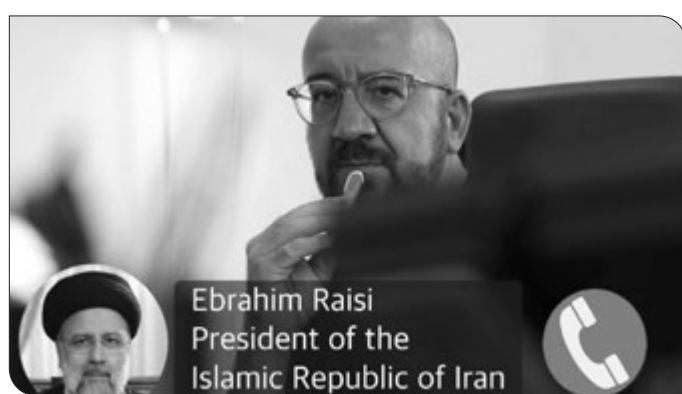 Ebrahim Raisi
President of the
Islamic Republic of Iran